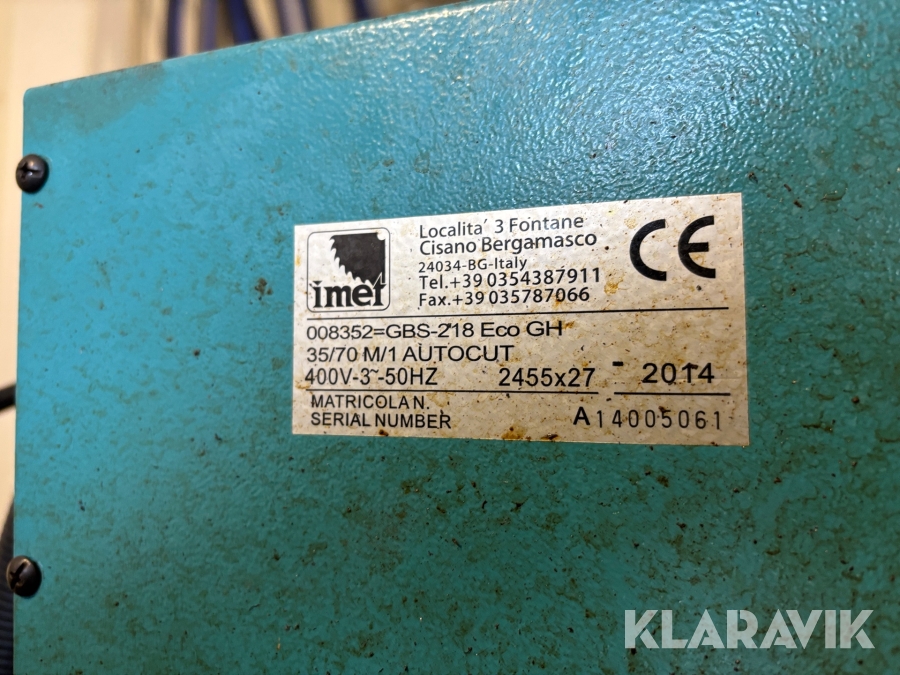 imet
Localita' 3 Fontane
Cisano Bergamasco
24034-BG-Italy
Tel.+39 0354387911
Fax.+39 035787066
CE
008352=GBS-218 Eco GH
35/70 M/1 AUTOCUT
400V-3~-50HZ 2455x27 - 2014
MATRICOLA N.
SERIAL NUMBER A14005061
KLARAVIK